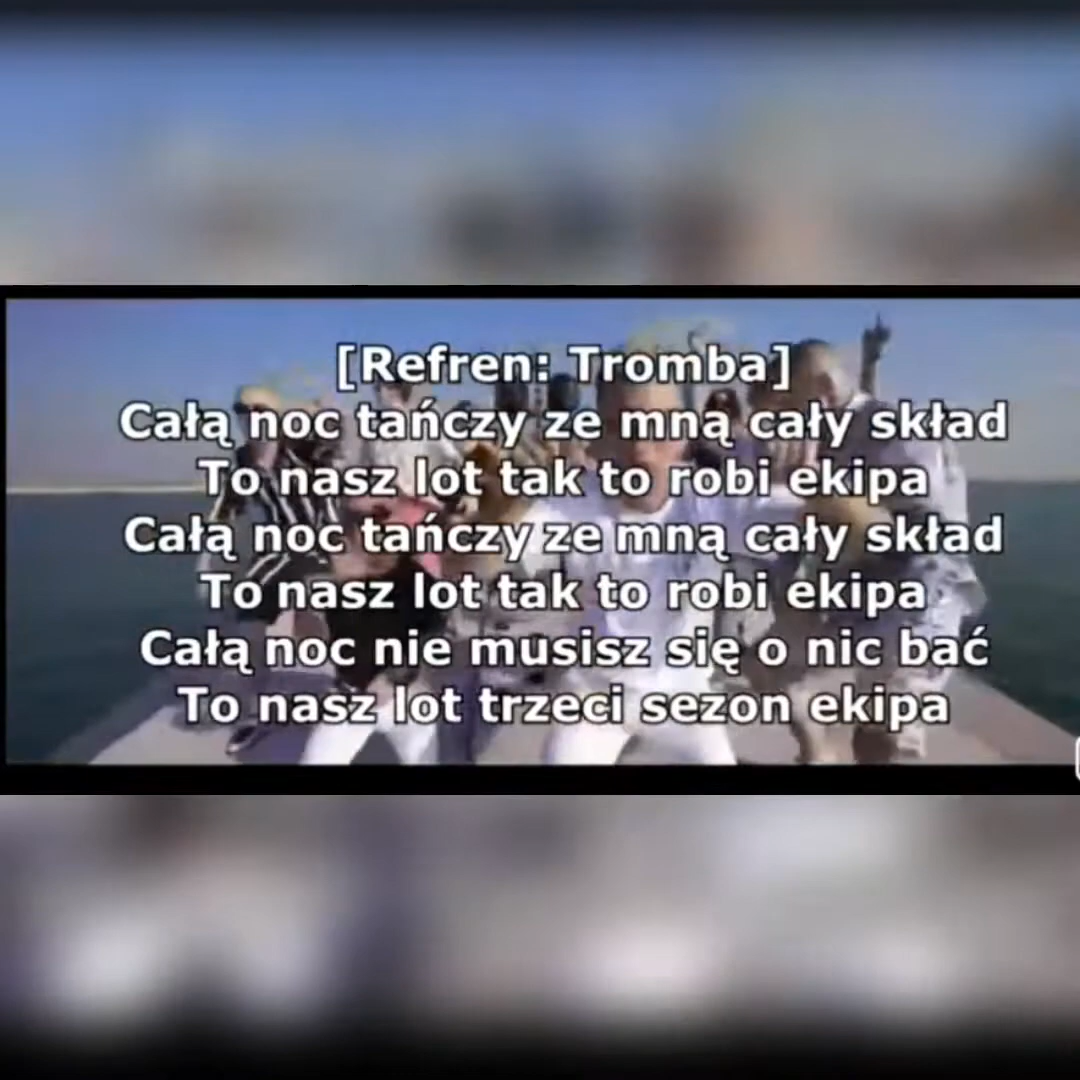 [Refren: Tromba]
Całą noc tańczy ze mną cały skład
To nasz lot tak to robi ekipa
Całą noc tańczy ze mną cały skład
To nasz lot tak to robi ekipa
Całą noc nie musisz się o nic bać
To nasz lot trzeci sezon ekipa